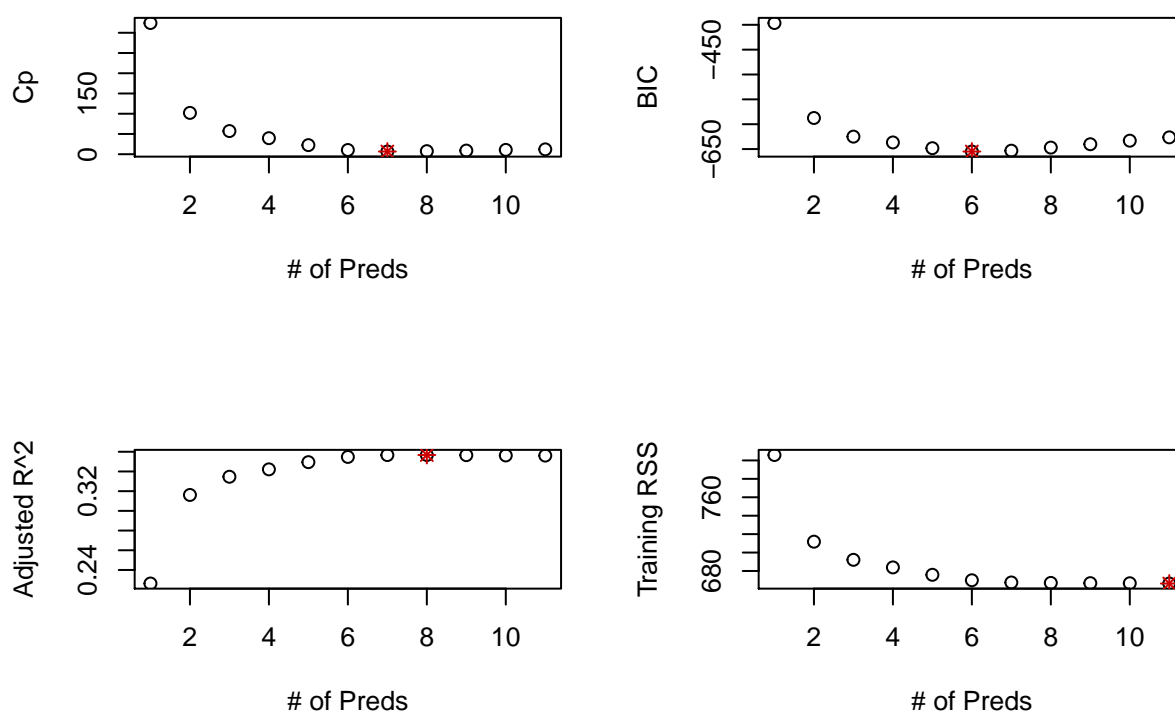 Cp
150
0
2 4 6 8 10
# of Preds
BIC
−450
−650
2 4 6 8 10
# of Preds
Adjusted R^2
0.32
0.24
2 4 6 8 10
# of Preds
Training RSS
760
680
2 4 6 8 10
# of Preds